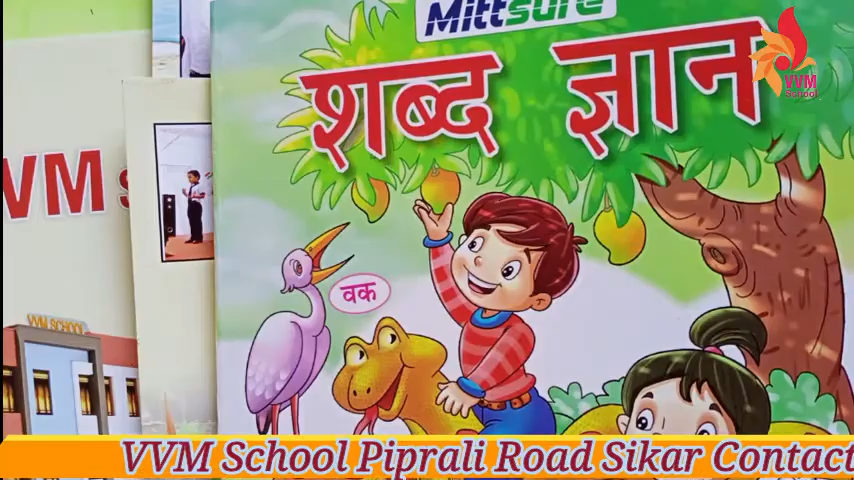 Mittsure
शब्द ज्ञान
VVM
School
VVM
वक
VVM SCHOOL
VVM School Piprali Road Sikar Contact